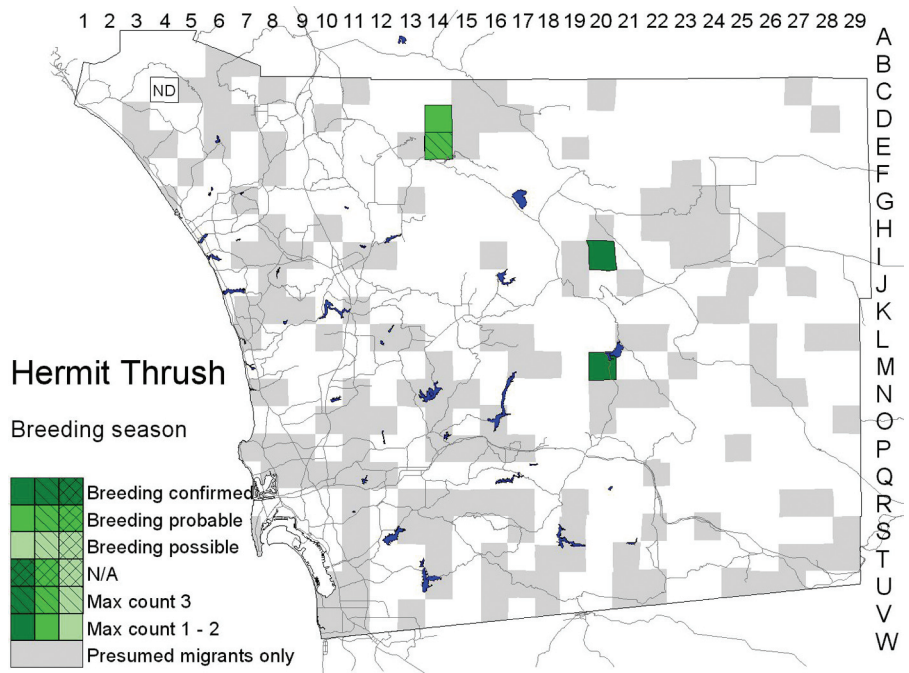 1 2 3 4 5 6 7 8 9 10 11 12 13 14 15 16 17 18 19 20 21 22 23 24 25 26 27 28 29
A
B
C
D
E
F
G
H
I
J
K
L
M
N
O
P
Q
R
S
T
U
V
W
ND
Hermit Thrush
Breeding season
Breeding confirmed
Breeding probable
Breeding possible
N/A
Max count 3
Max count 1 - 2
Presumed migrants only